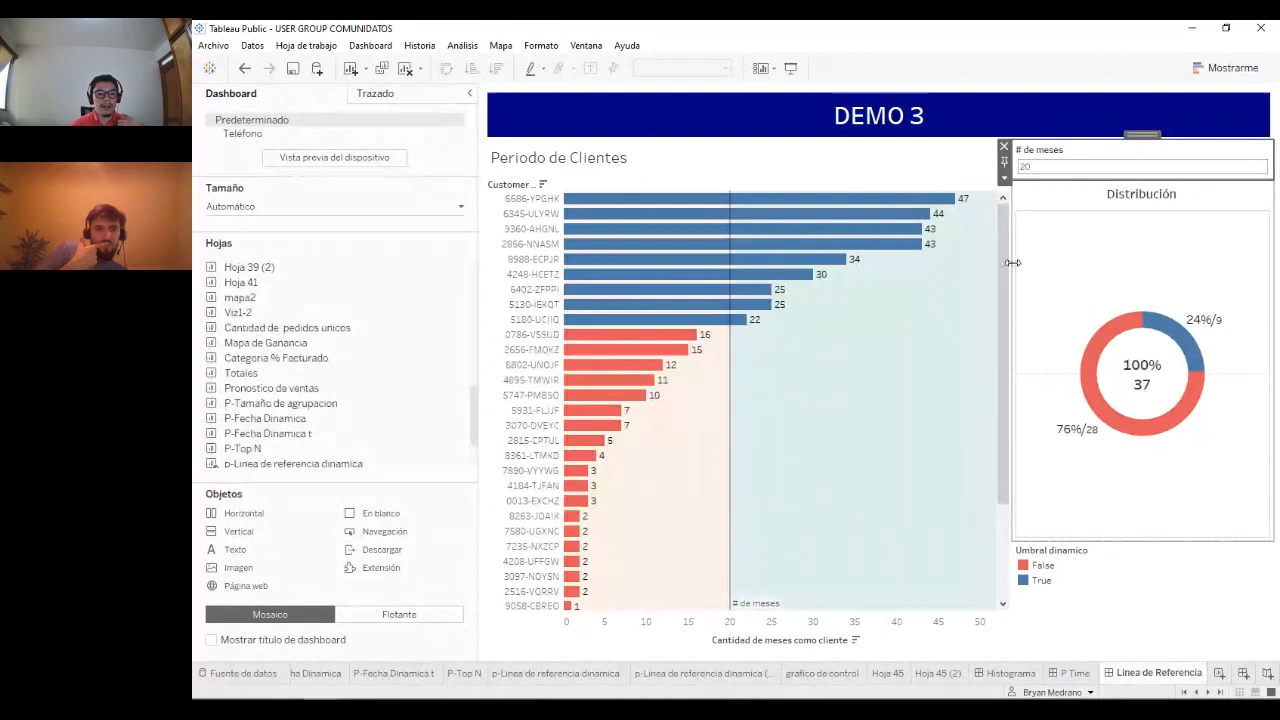 Tableau Public - USER GROUP COMUNIDATOS
Archivo Datos Hoja de trabajo Dashboard Historia Análisis Mapa Formato Ventana Ayuda
Mostrarme
Dashboard Trazado
Predeterminado
Teléfono
Vista previa del dispositivo
Tamaño
Automático
Hojas
Hoja 39 (2)
Hoja 41
mapa2
Viz1-2
Cantidad de pedidos unicos
Mapa de Ganancia
Categoria % Facturado
Totales
Pronostico de ventas
P-Tamaño de agrupacion
P-Fecha Dinamica
P-Fecha Dinamica t
P-Top N
p-Linea de referencia dinamica
Objetos
Horizontal En blanco
Vertical Navegación
Texto Descargar
Imagen Extensión
Página web
Mosaico Flotante
Mostrar título de dashboard
DEMO 3
Periodo de Clientes
Customer ..
6686-YPGHK 47
6345-ULYRW 44
9360-AHGNL 43
2856-NNASM 43
8988-ECPJR 34
4248-HCETZ 30
6402-ZFPPI 25
5130-IEKQT 25
5180-UCIIQ 22
0786-VSSUD 16
2656-FMOKZ 15
8802-UNOJF 12
4895-TMWIR 11
5747-PMBSO 10
5931-FLJJF 7
3070-DVEYC 7
2815-CPTUL 5
8361-LTMKD 4
7890-VYYWG 3
4184-TJFAN 3
0013-EXCHZ 3
8263-JQAIK 2
7580-UGXNC 2
7235-NXZCP 2
4208-UFFGW 2
3097-NQYSN 2
2516-VQRRV 2
9058-CBREO 1
# de meses
0 5 10 15 20 25 30 35 40 45 50
Cantidad de meses como cliente
# de meses
20
Distribución
24%/9
100%
37
76%/28
Umbral dinamico
False
True
Fuente de datos ha Dinamica P-Fecha Dinamica t P-Top N p-Linea de referencia dinamica p-Linea de referencia dinamica (... grafico de control Hoja 45 Hoja 45 (2) Histograma P Time Linea de Referencia
Bryan Medrano